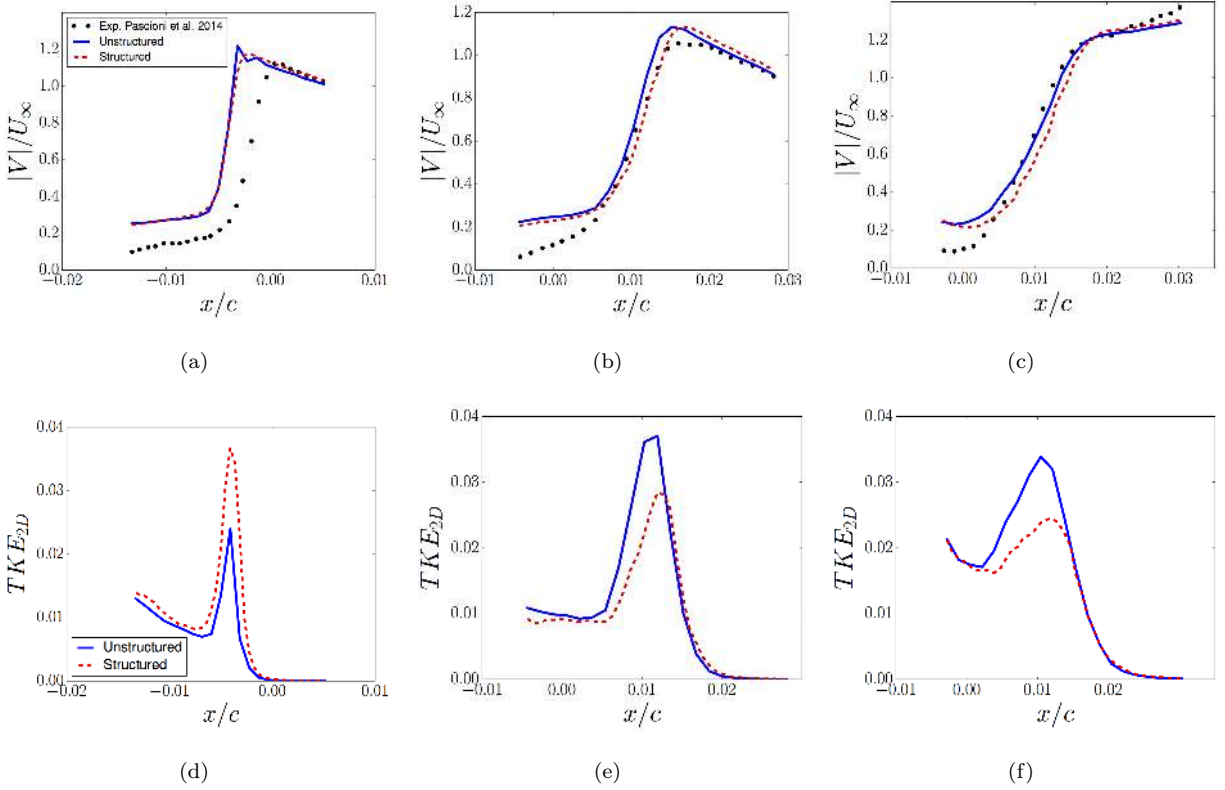 Exp. Pascioni et al. 2014
Unstructured
Structured
|V|/U∞
1.2
1.0
0.8
0.6
0.4
0.2
0.0
−0.02
−0.01
0.00
0.01
x/c
(a)
|V|/U∞
1.2
1.0
0.8
0.6
0.4
0.2
0.0
−0.01
0.00
0.01
0.02
0.03
x/c
(b)
|V|/U∞
1.2
1.0
0.8
0.6
0.4
0.2
0.0
−0.01
0.00
0.01
0.02
0.03
x/c
(c)
TKE2D
0.04
0.03
0.02
0.01
0.00
Unstructured
Structured
−0.02
−0.01
0.00
0.01
x/c
(d)
TKE2D
0.04
0.03
0.02
0.01
0.00
−0.01
0.00
0.01
0.02
x/c
(e)
TKE2D
0.04
0.03
0.02
0.01
0.00
−0.01
0.00
0.01
0.02
x/c
(f)